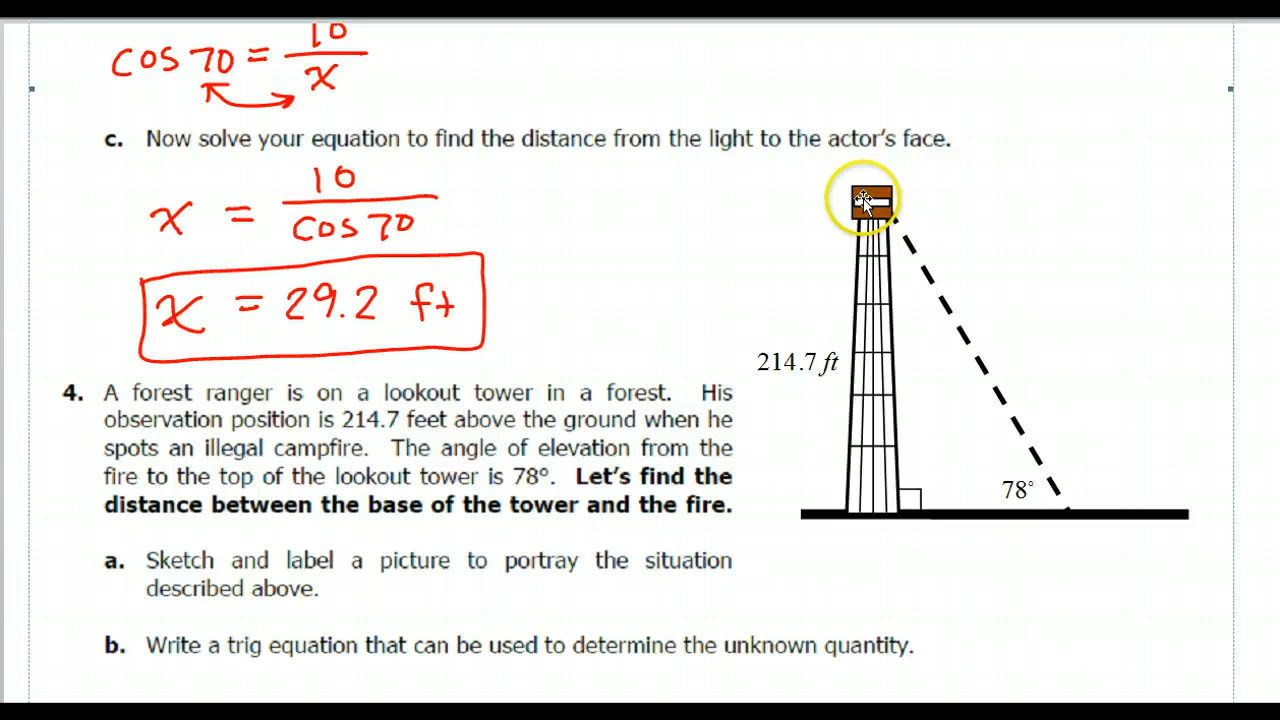 cos 70 = 10/x
c. Now solve your equation to find the distance from the light to the actor's face.
x = 10/cos 70
x = 29.2 ft
214.7 ft
78°
4. A forest ranger is on a lookout tower in a forest. His
observation position is 214.7 feet above the ground when he
spots an illegal campfire. The angle of elevation from the
fire to the top of the lookout tower is 78°. Let's find the
distance between the base of the tower and the fire.
a. Sketch and label a picture to portray the situation
described above.
b. Write a trig equation that can be used to determine the unknown quantity.